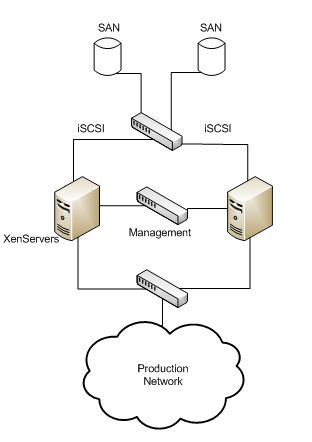 SAN
SAN
iSCSI
iSCSI
Management
XenServers
Production
Network